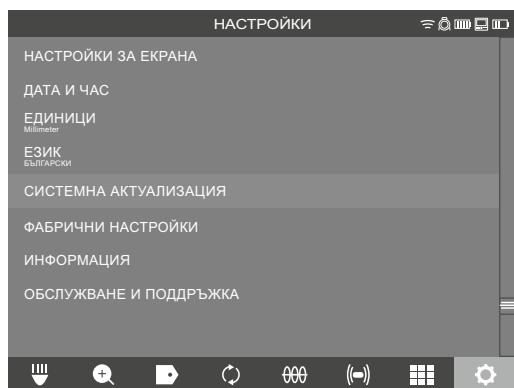 НАСТРОЙКИ
НАСТРОЙКИ ЗА ЕКРАНА
ДАТА И ЧАС
ЕДИНИЦИ
Millimeter
ЕЗИК
БЪЛГАРСКИ
СИСТЕМНА АКТУАЛИЗАЦИЯ
ФАБРИЧНИ НАСТРОЙКИ
ИНФОРМАЦИЯ
ОБСЛУЖВАНЕ И ПОДДРЪЖКА